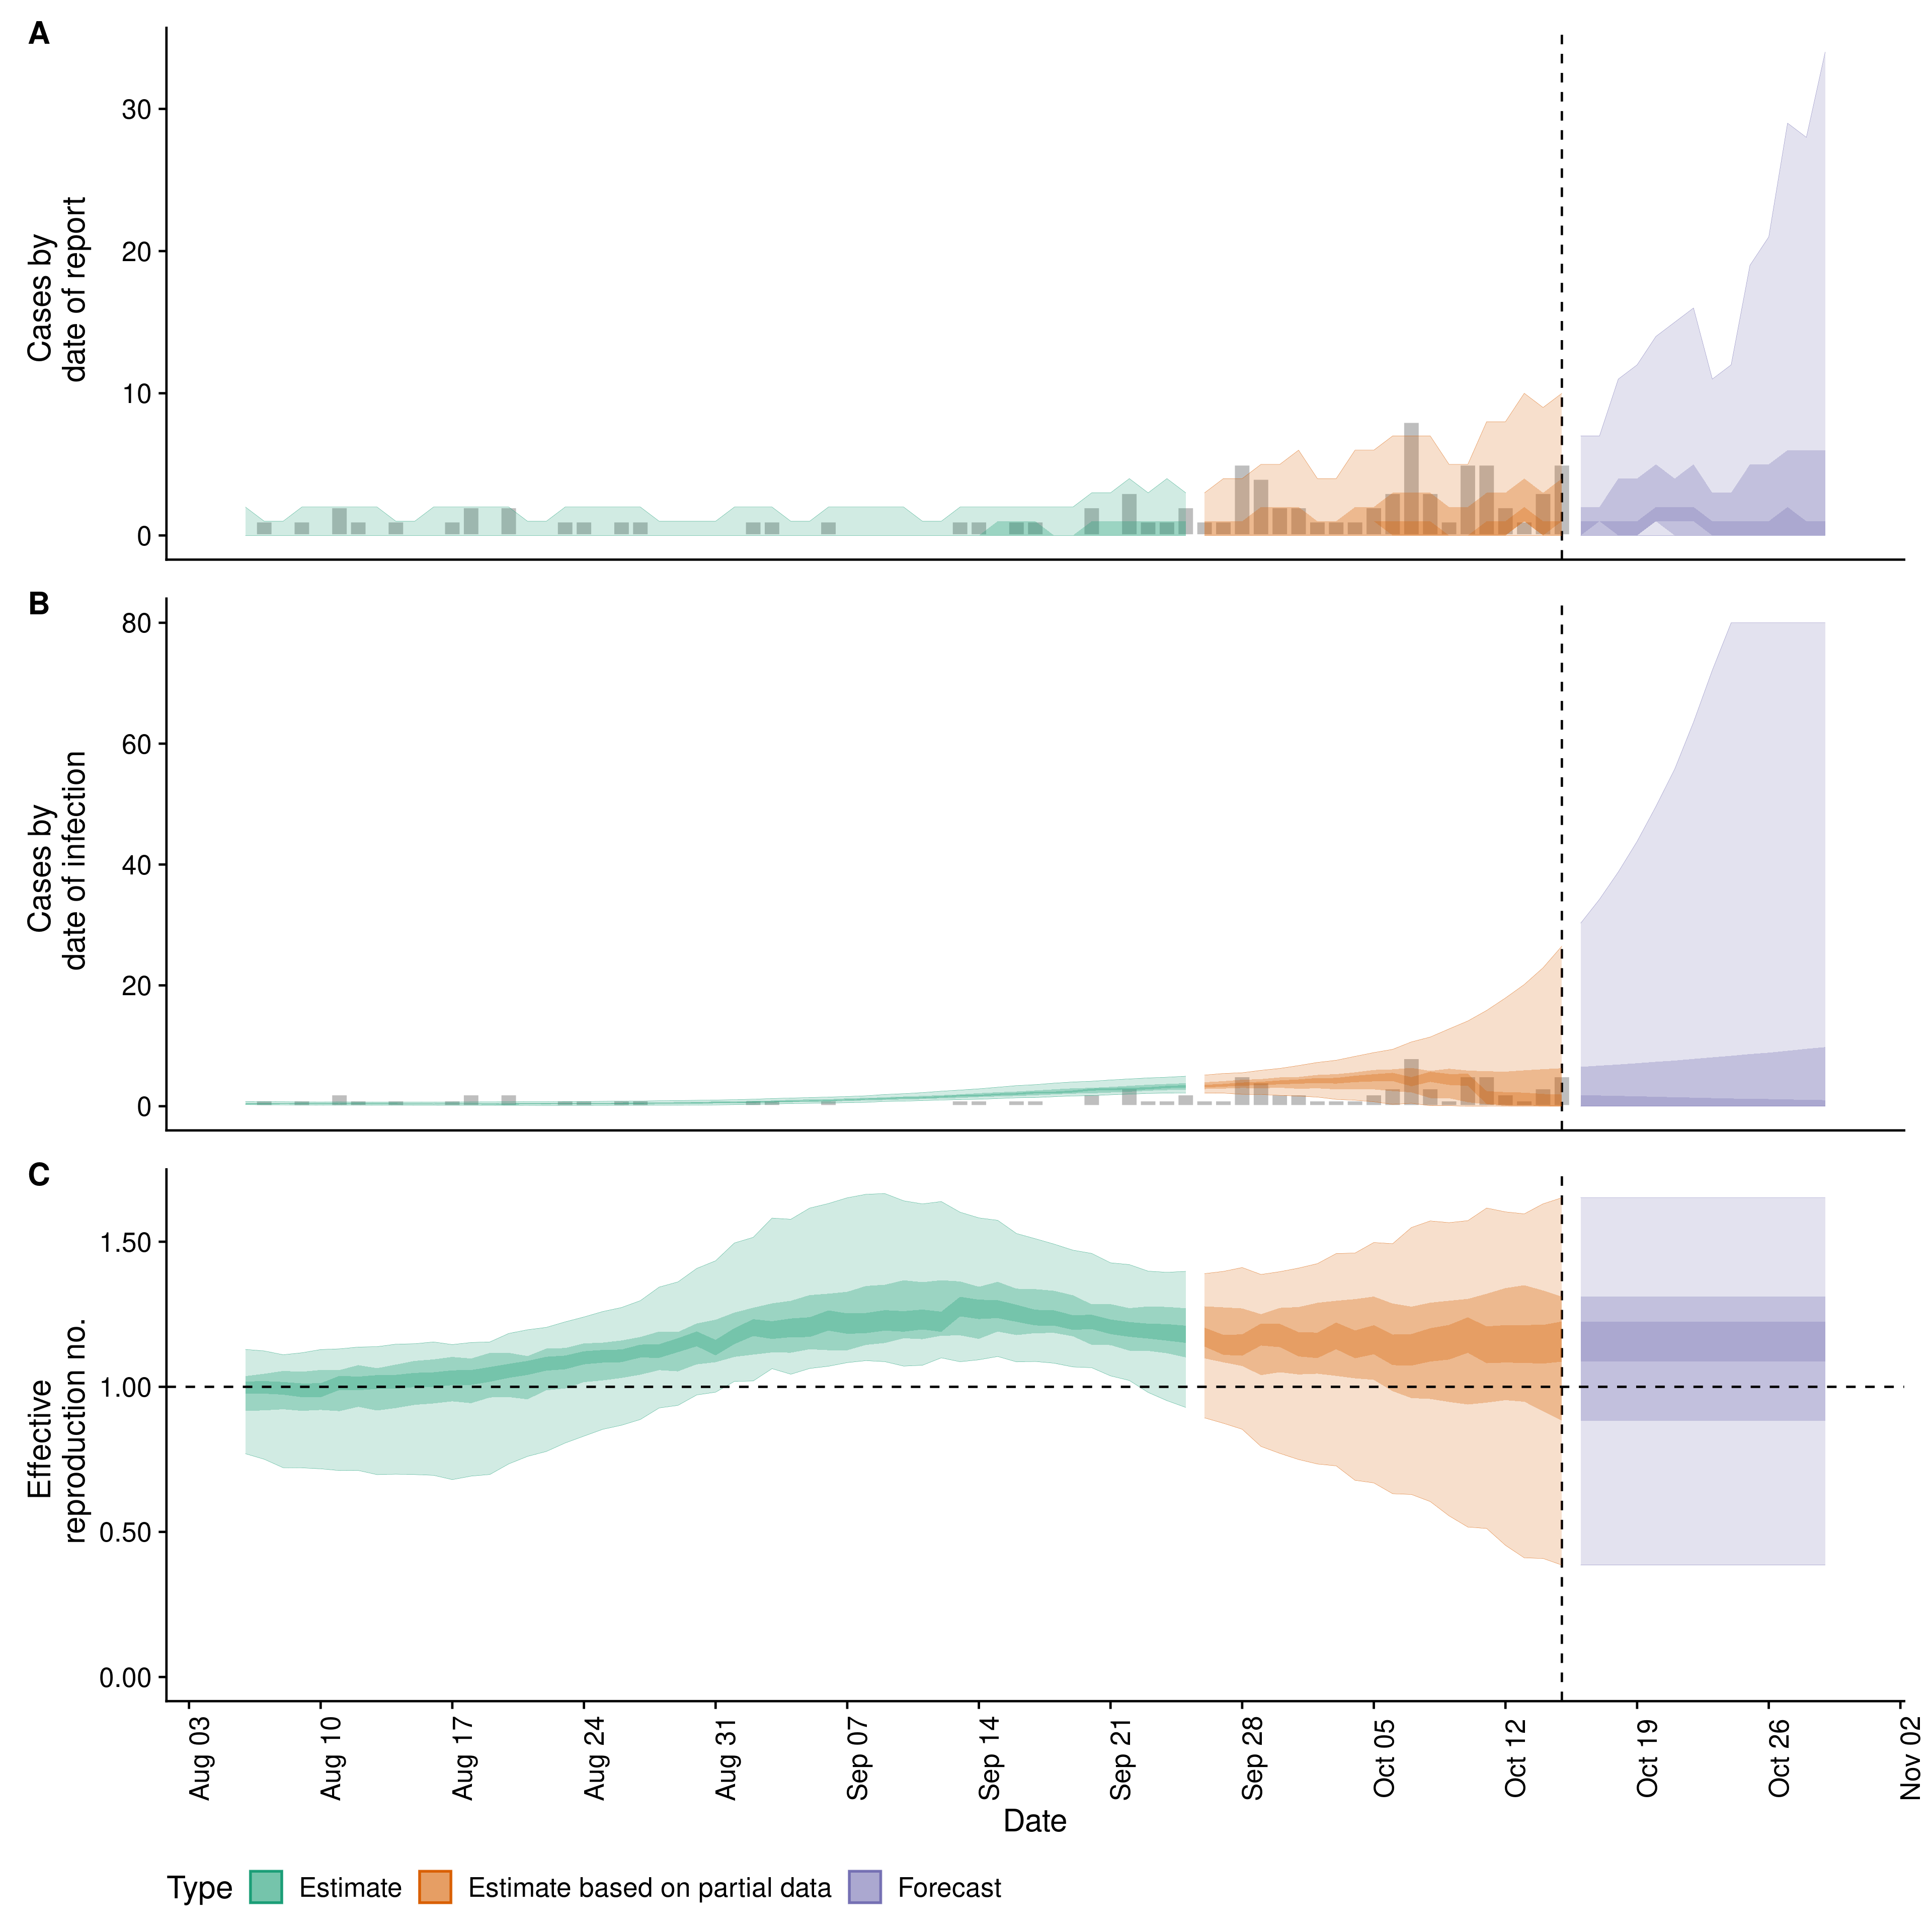 A
Cases by
date of report
30
20
10
0
B
Cases by
date of infection
80
60
40
20
0
C
Effective
reproduction no.
1.50
1.00
0.50
0.00
Aug 03
Aug 10
Aug 17
Aug 24
Aug 31
Sep 07
Sep 14
Sep 21
Sep 28
Oct 05
Oct 12
Oct 19
Oct 26
Nov 02
Date
Type Estimate Estimate based on partial data Forecast